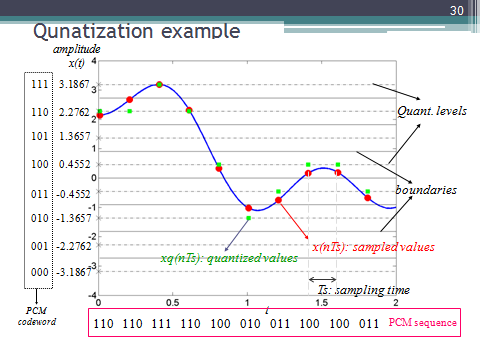 30
Qunatization example
amplitude
x(t)
111 3.1867
110 2.2762
101 1.3657
100 0.4552
011 -0.4552
010 -1.3657
001 -2.2762
000 -3.1867
4
3
2
1
0
-1
-2
-3
-4
0 0.5 1 1.5 2
t
Quant. levels
boundaries
x(nTs): sampled values
xq(nTs): quantized values
Ts: sampling time
PCM
codeword
110 110 111 110 100 010 011 100 100 011 PCM sequence